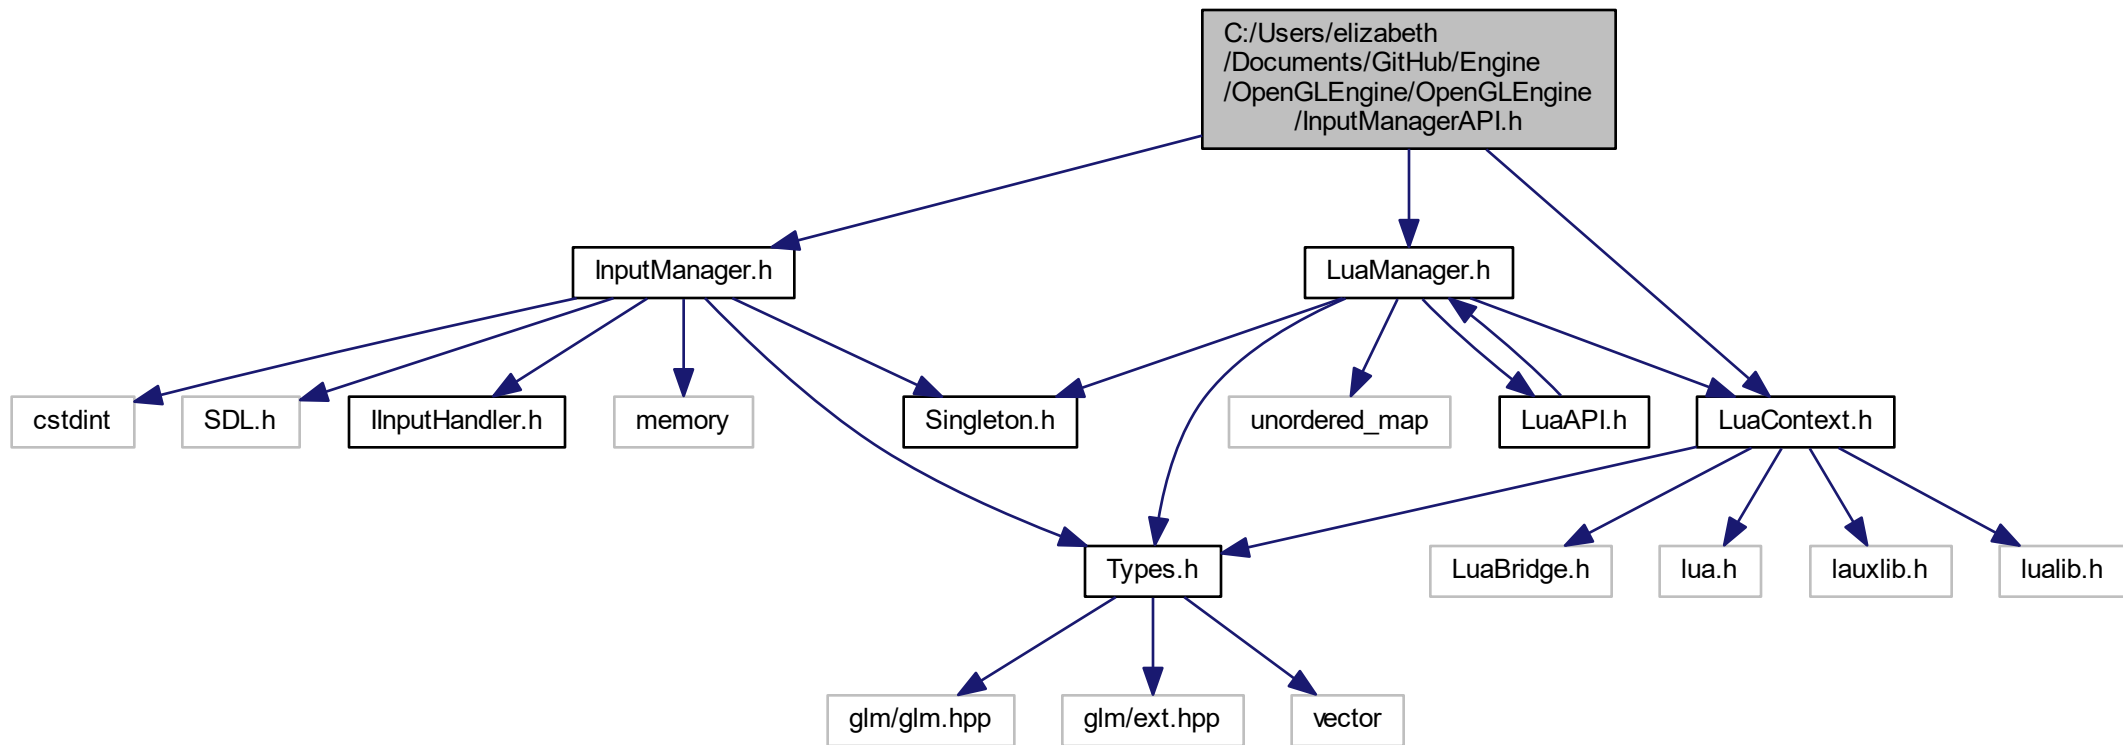 C:/Users/elizabeth
/Documents/GitHub/Engine
/OpenGLEngine/OpenGLEngine
/InputManagerAPI.h
InputManager.h
LuaManager.h
cstdint
SDL.h
IInputHandler.h
memory
Singleton.h
unordered_map
LuaAPI.h
LuaContext.h
Types.h
LuaBridge.h
lua.h
lauxlib.h
lualib.h
glm/glm.hpp
glm/ext.hpp
vector